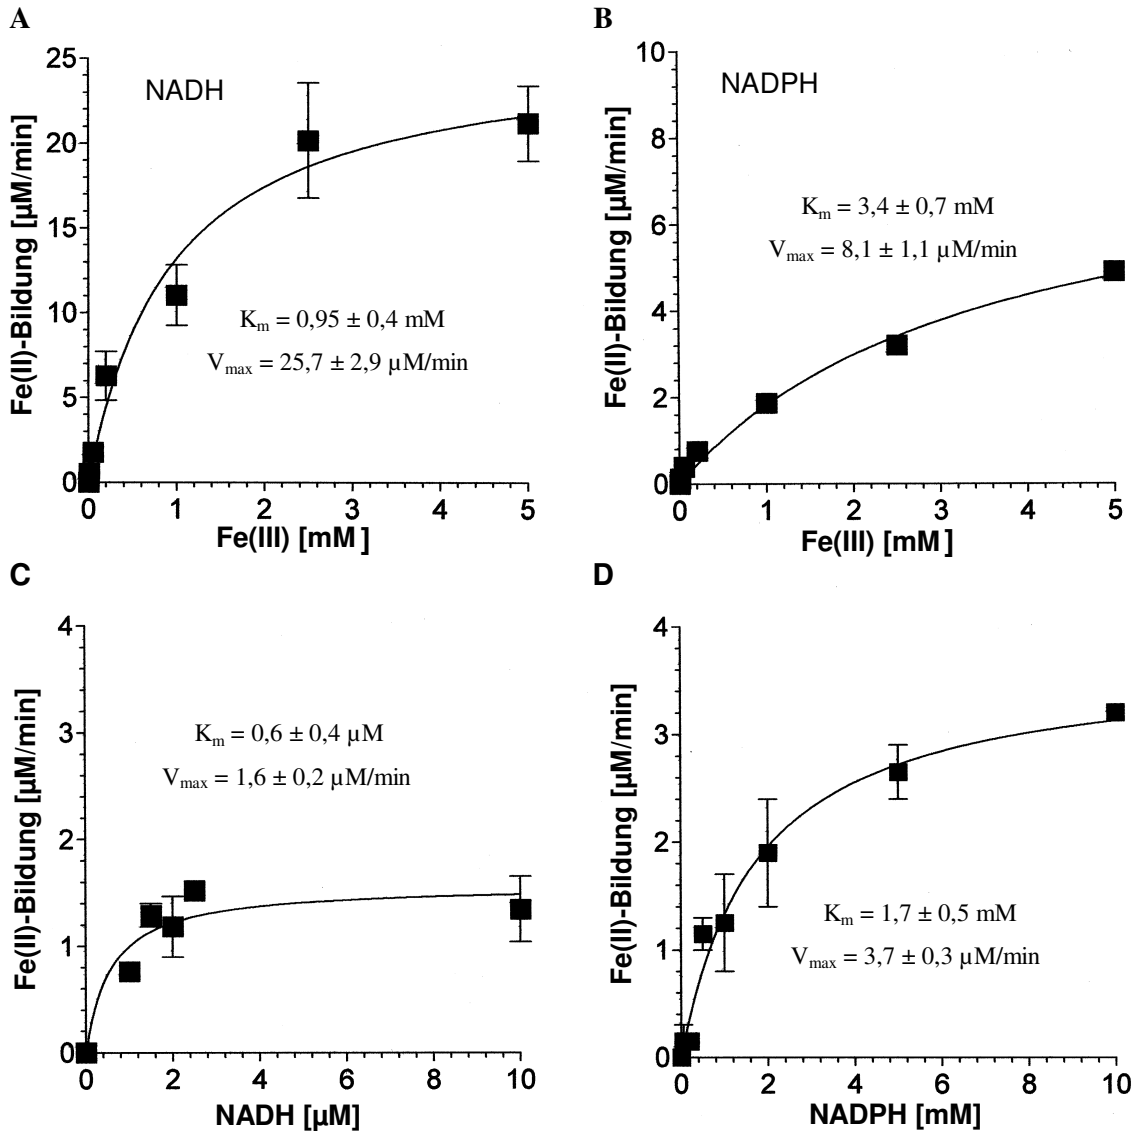 A
NADH
Fe(II)-Bildung [µM/min]
25
20
15
10
5
0
K_m = 0,95 ± 0,4 mM
V_max = 25,7 ± 2,9 µM/min
0 1 2 3 4 5
Fe(III) [mM]
B
NADPH
Fe(II)-Bildung [µM/min]
10
8
6
4
2
0
K_m = 3,4 ± 0,7 mM
V_max = 8,1 ± 1,1 µM/min
0 1 2 3 4 5
Fe(III) [mM]
C
Fe(II)-Bildung [µM/min]
4
3
2
1
0
K_m = 0,6 ± 0,4 µM
V_max = 1,6 ± 0,2 µM/min
0 2 4 6 8 10
NADH [µM]
D
Fe(II)-Bildung [µM/min]
4
3
2
1
0
K_m = 1,7 ± 0,5 mM
V_max = 3,7 ± 0,3 µM/min
0 2 4 6 8 10
NADPH [mM]